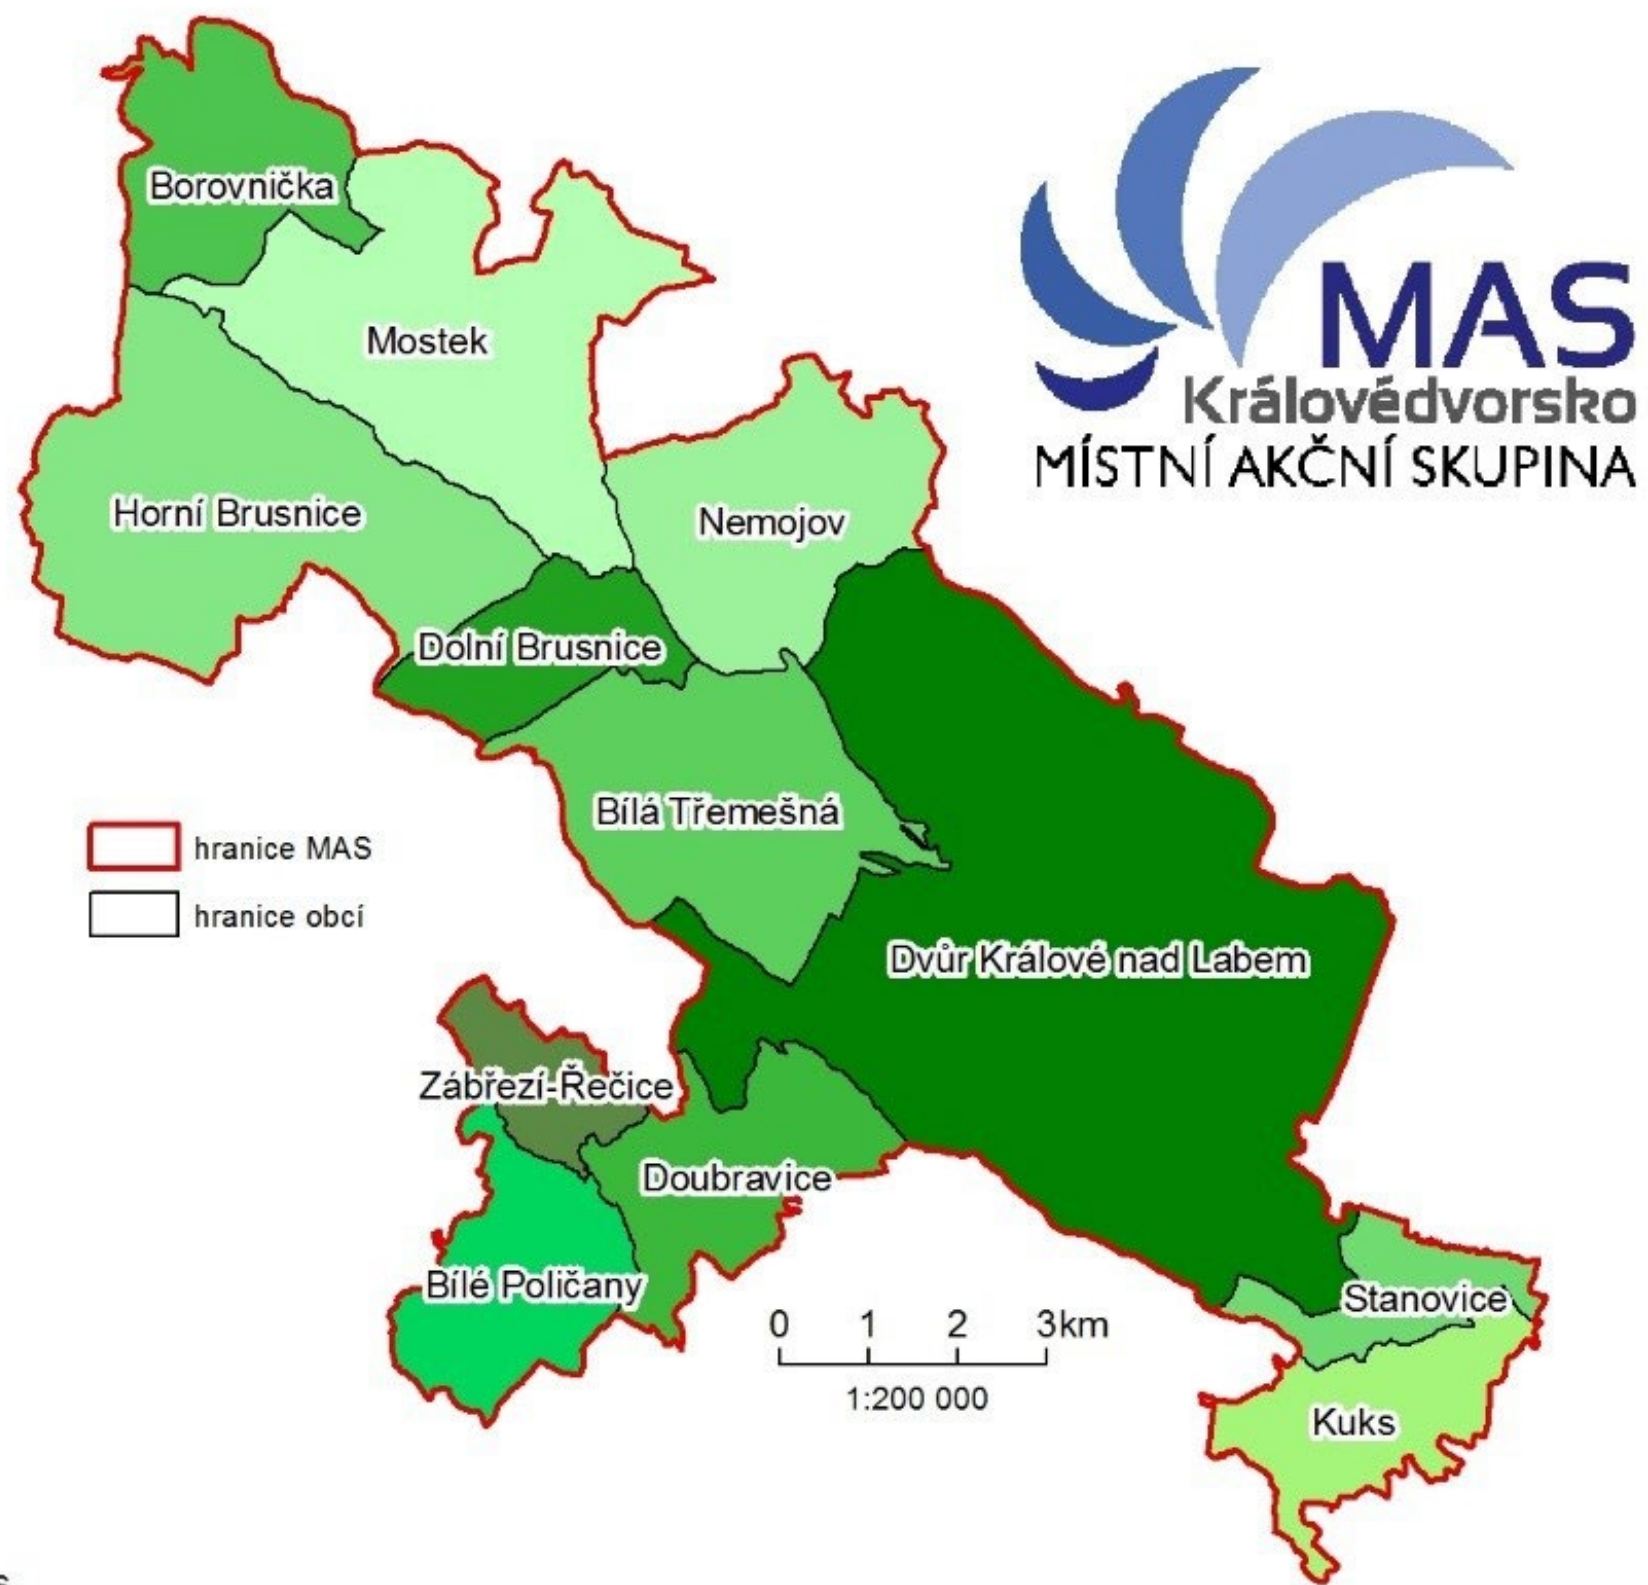 Borovnička
Mostek
MAS
Královédvorsko
MÍSTNÍ AKČNÍ SKUPINA
Horní Brusnice
Nemojov
Dolní Brusnice
Bílá Třemešná
hranice MAS
hranice obcí
Dvůr Králové nad Labem
Zábřezí-Řečice
Doubravice
Bílé Poličany
Stanovice
0 1 2 3km
1:200 000
Kuks